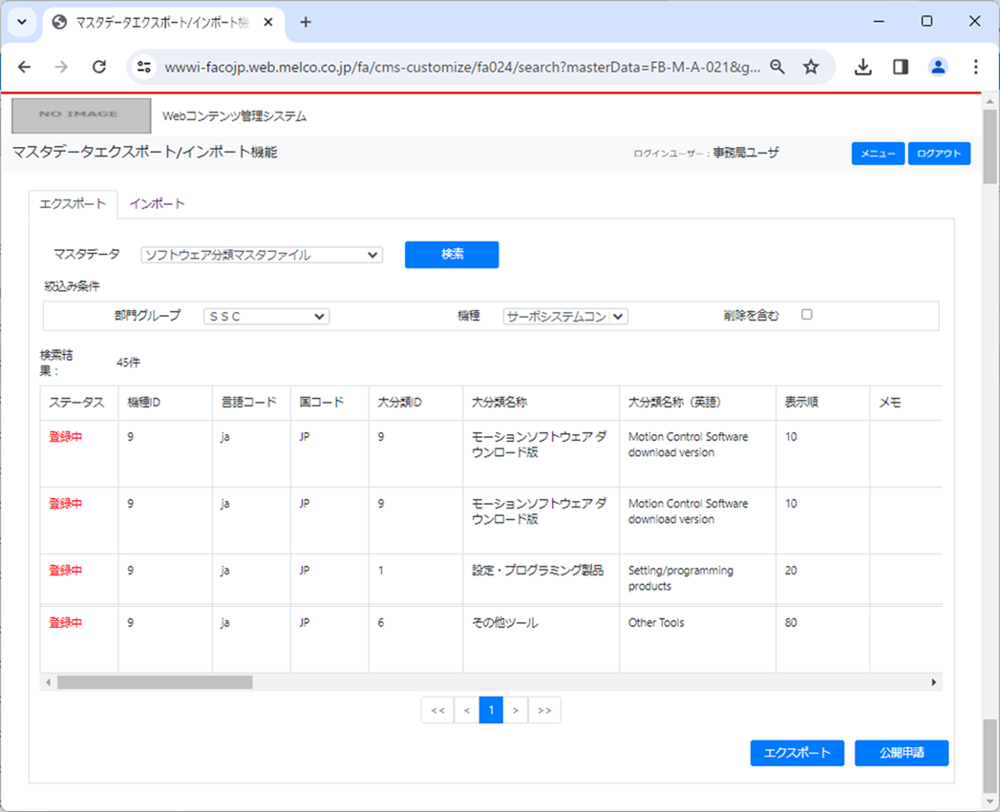 マスタデータエクスポート/インポート機
wwwi-facojp.web.melco.co.jp/fa/cms-customize/fa024/search?masterData=FB-M-A-021&g...
NO IMAGE
Webコンテンツ管理システム
マスタデータエクスポート/インポート機能
ログインユーザー：事務局ユーザ
メニュー
ログアウト
エクスポート
インポート
マスタデータ
ソフトウェア分類マスタファイル
検索
絞込み条件
部門グループ
ＳＳＣ
機種
サーボシステムコン
削除を含む
検索結
果：
45件
ステータス 機種ID 言語コード 国コード 大分類ID 大分類名称 大分類名称（英語） 表示順 メモ
登録中 9 ja JP 9 モーションソフトウェア ダ Motion Control Software 10
ウンロード版 download version
登録中 9 ja JP 9 モーションソフトウェア ダ Motion Control Software 10
ウンロード版 download version
登録中 9 ja JP 1 設定・プログラミング製品 Setting/programming 20
products
登録中 9 ja JP 6 その他ツール Other Tools 80
<< < 1 > >>
エクスポート
公開申請